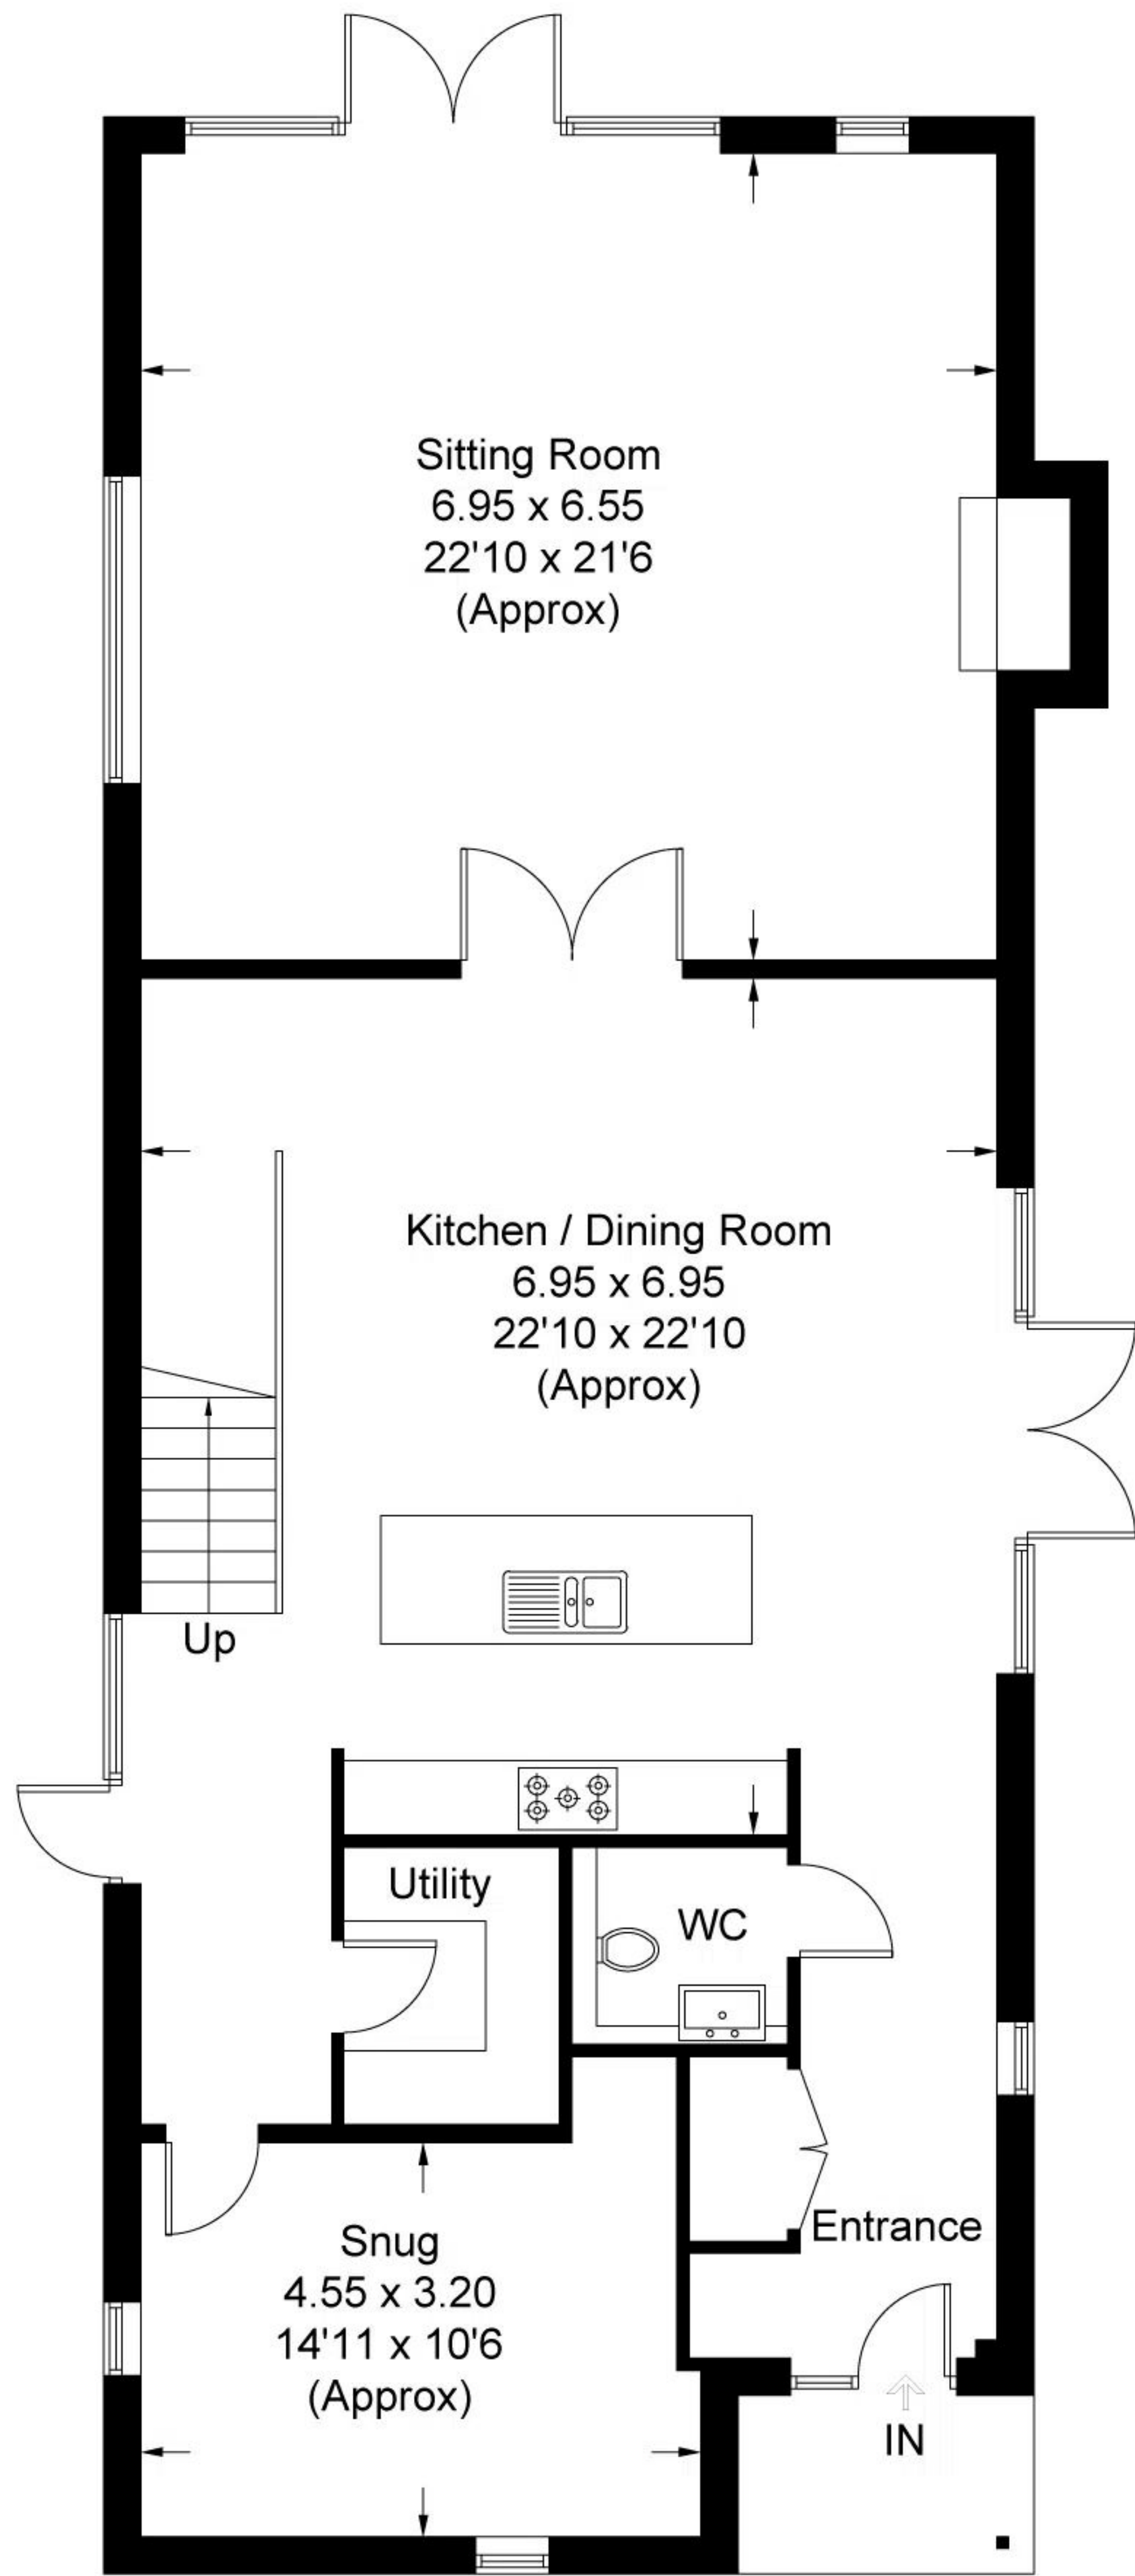 Sitting Room
6.95 x 6.55
22'10 x 21'6
(Approx)
Kitchen / Dining Room
6.95 x 6.95
22'10 x 22'10
(Approx)
Up
Utility
WC
Entrance
Snug
4.55 x 3.20
14'11 x 10'6
(Approx)
IN